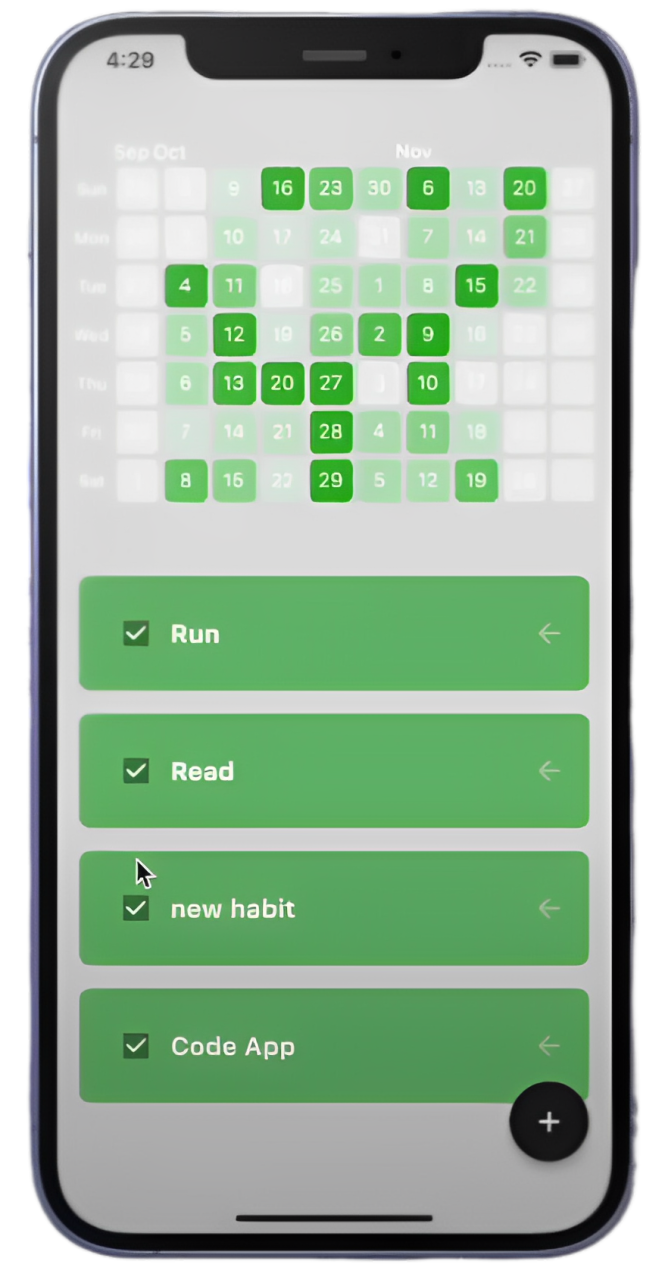 4:29
Sep Oct Nov
Sun 9 16 23 30 6 13 20 27
Mon 10 17 24 31 7 14 21
Tue 4 11 18 25 1 8 15 22
Wed 5 12 19 26 2 9 16
Thu 6 13 20 27 3 10 17
Fri 7 14 21 28 4 11 18
Sat 1 8 15 22 29 5 12 19
Run
Read
new habit
Code App